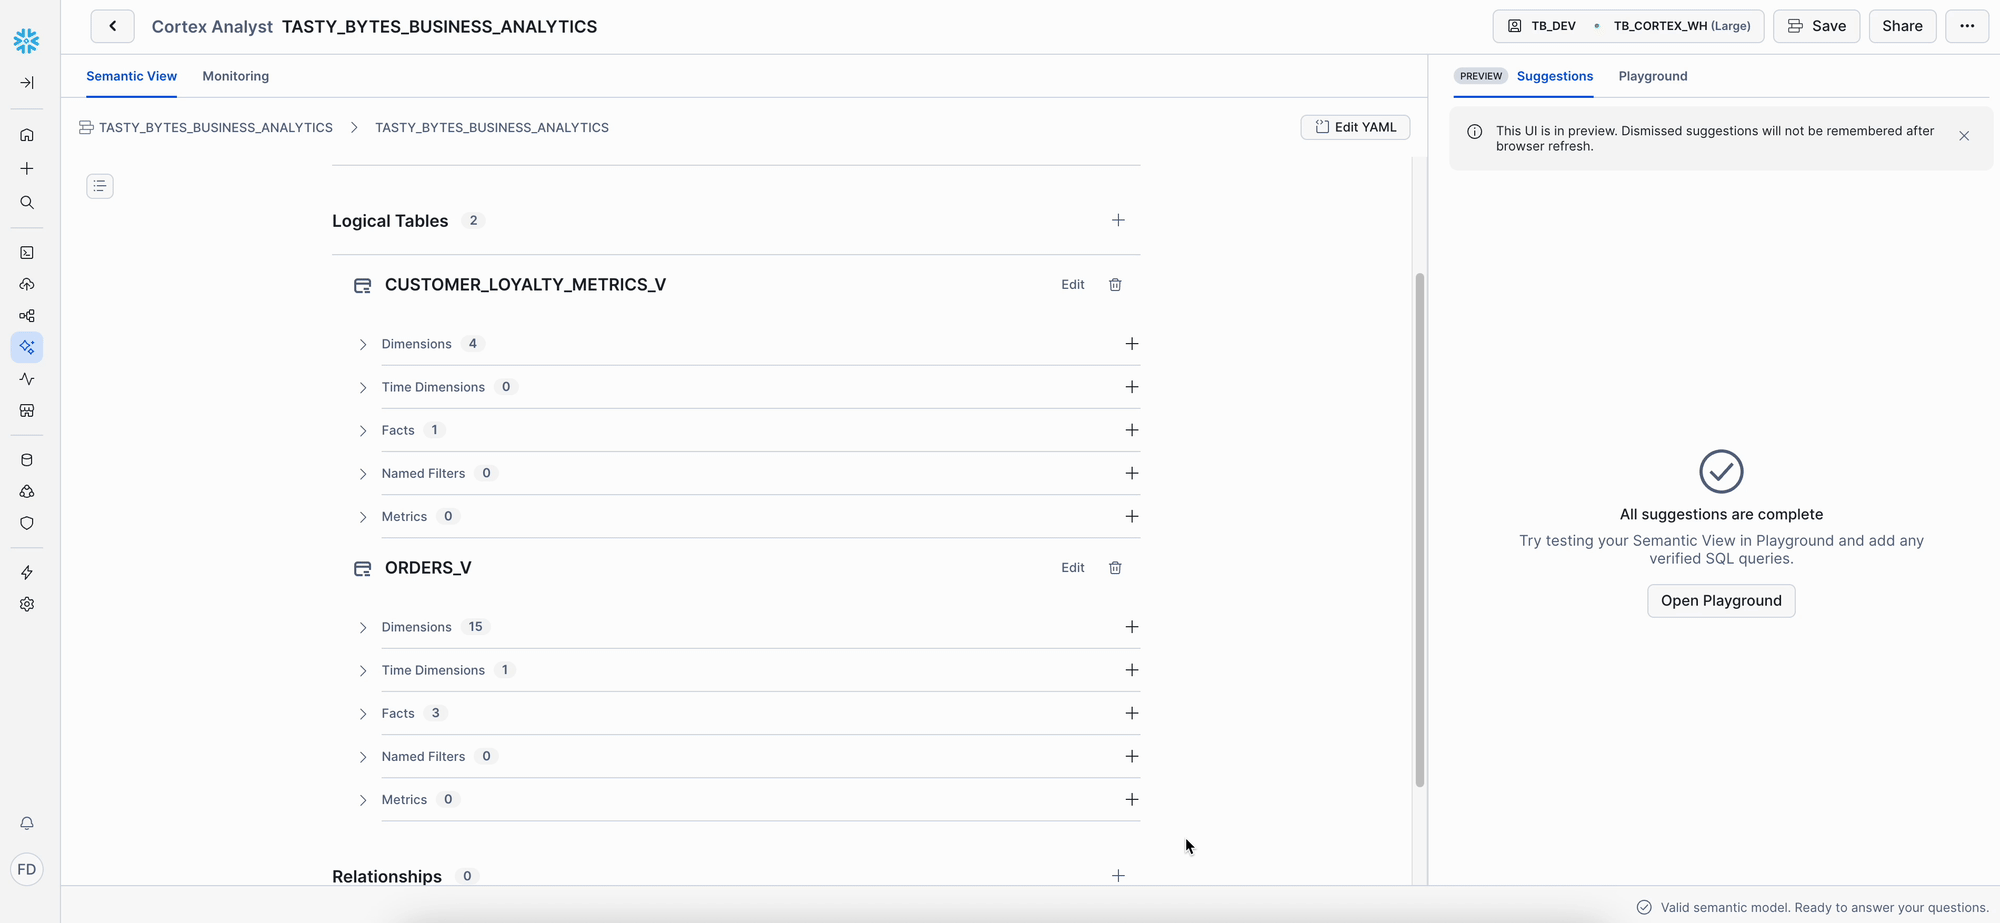 Cortex Analyst TASTY_BYTES_BUSINESS_ANALYTICS
TB_DEV • TB_CORTEX_WH (Large)
Save
Share
Semantic View
Monitoring
PREVIEW Suggestions
Playground
TASTY_BYTES_BUSINESS_ANALYTICS > TASTY_BYTES_BUSINESS_ANALYTICS
Edit YAML
This UI is in preview. Dismissed suggestions will not be remembered after
browser refresh.
Logical Tables 2
CUSTOMER_LOYALTY_METRICS_V
Edit
Dimensions 4
Time Dimensions 0
Facts 1
Named Filters 0
Metrics 0
ORDERS_V
Edit
Dimensions 15
Time Dimensions 1
Facts 3
Named Filters 0
Metrics 0
Relationships 0
All suggestions are complete
Try testing your Semantic View in Playground and add any
verified SQL queries.
Open Playground
FD
Valid semantic model. Ready to answer your questions.